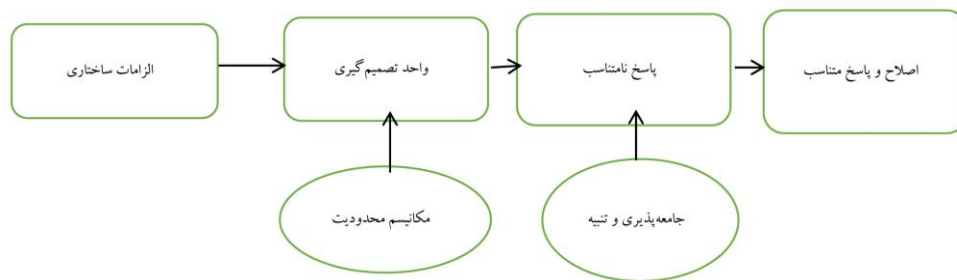 الزامات ساختاری
واحد تصمیم‌گیری
پاسخ نامتناسب
اصلاح و پاسخ متناسب
مکانیسم محدودیت
جامعه‌پذیری و تنبیه